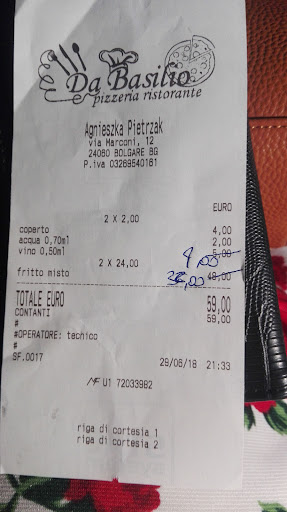 Da Basilio
pizzeria ristorante
Agnieszka Pietrzak
via Marconi, 12
24060 BOLGARE BG
P.iva 03269540161
EURO
2 X 2,00
coperto 4,00
acqua 0,70ml 2,00
vino 0,50ml 5,00 4,00
2 X 24,00
fritto misto 48,00
TOTALE EURO 59,00
CONTANTI 59,00
#
#OPERATORE: tecnico
#
SF.0017 29/06/18 21:33
MF U1 72033982
riga di cortesia 1
riga di cortesia 2